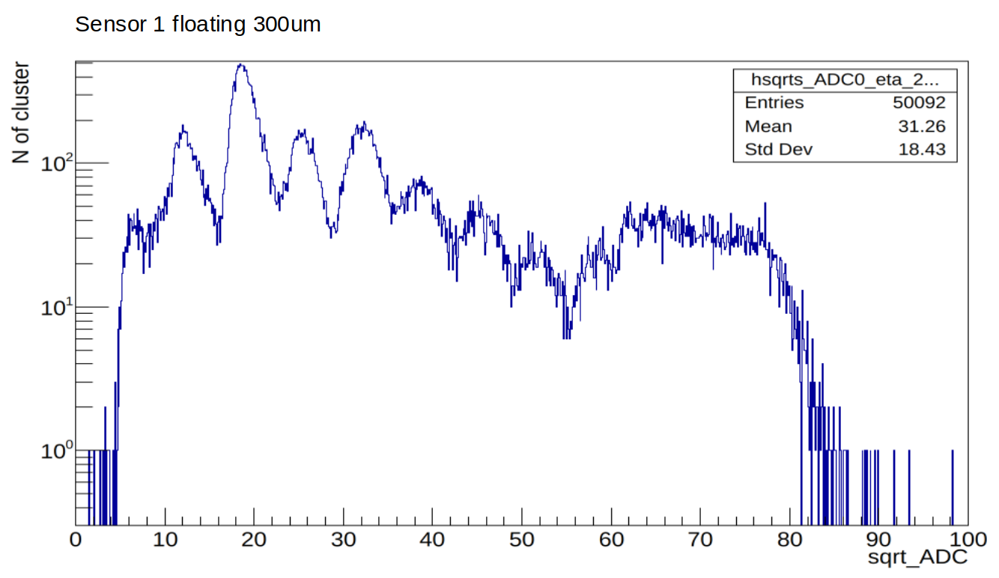 Sensor 1 floating 300um
N of cluster
hsqrts_ADC0_eta_2...
Entries 50092
Mean 31.26
Std Dev 18.43
10²
10¹
10⁰
0 10 20 30 40 50 60 70 80 90 100
sqrt_ADC